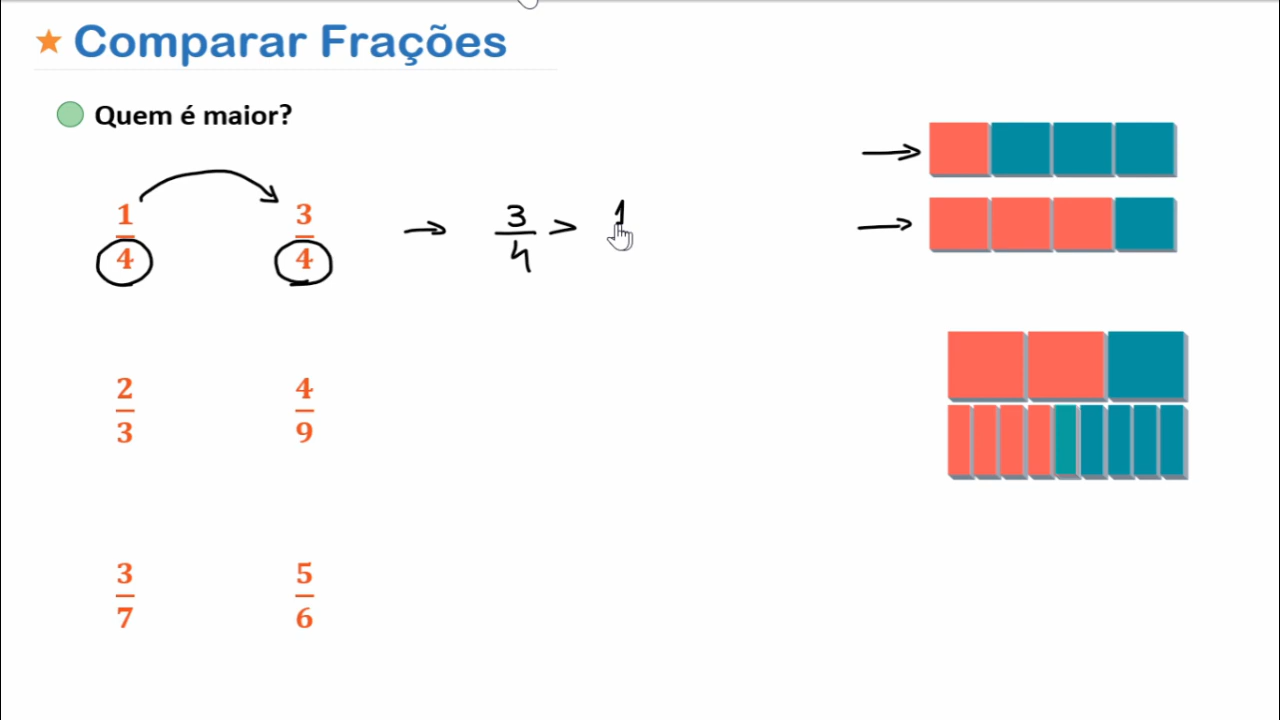 Comparar Frações
Quem é maior?
1/4 3/4 → 3/4 > 1
2/3 4/9
3/7 5/6